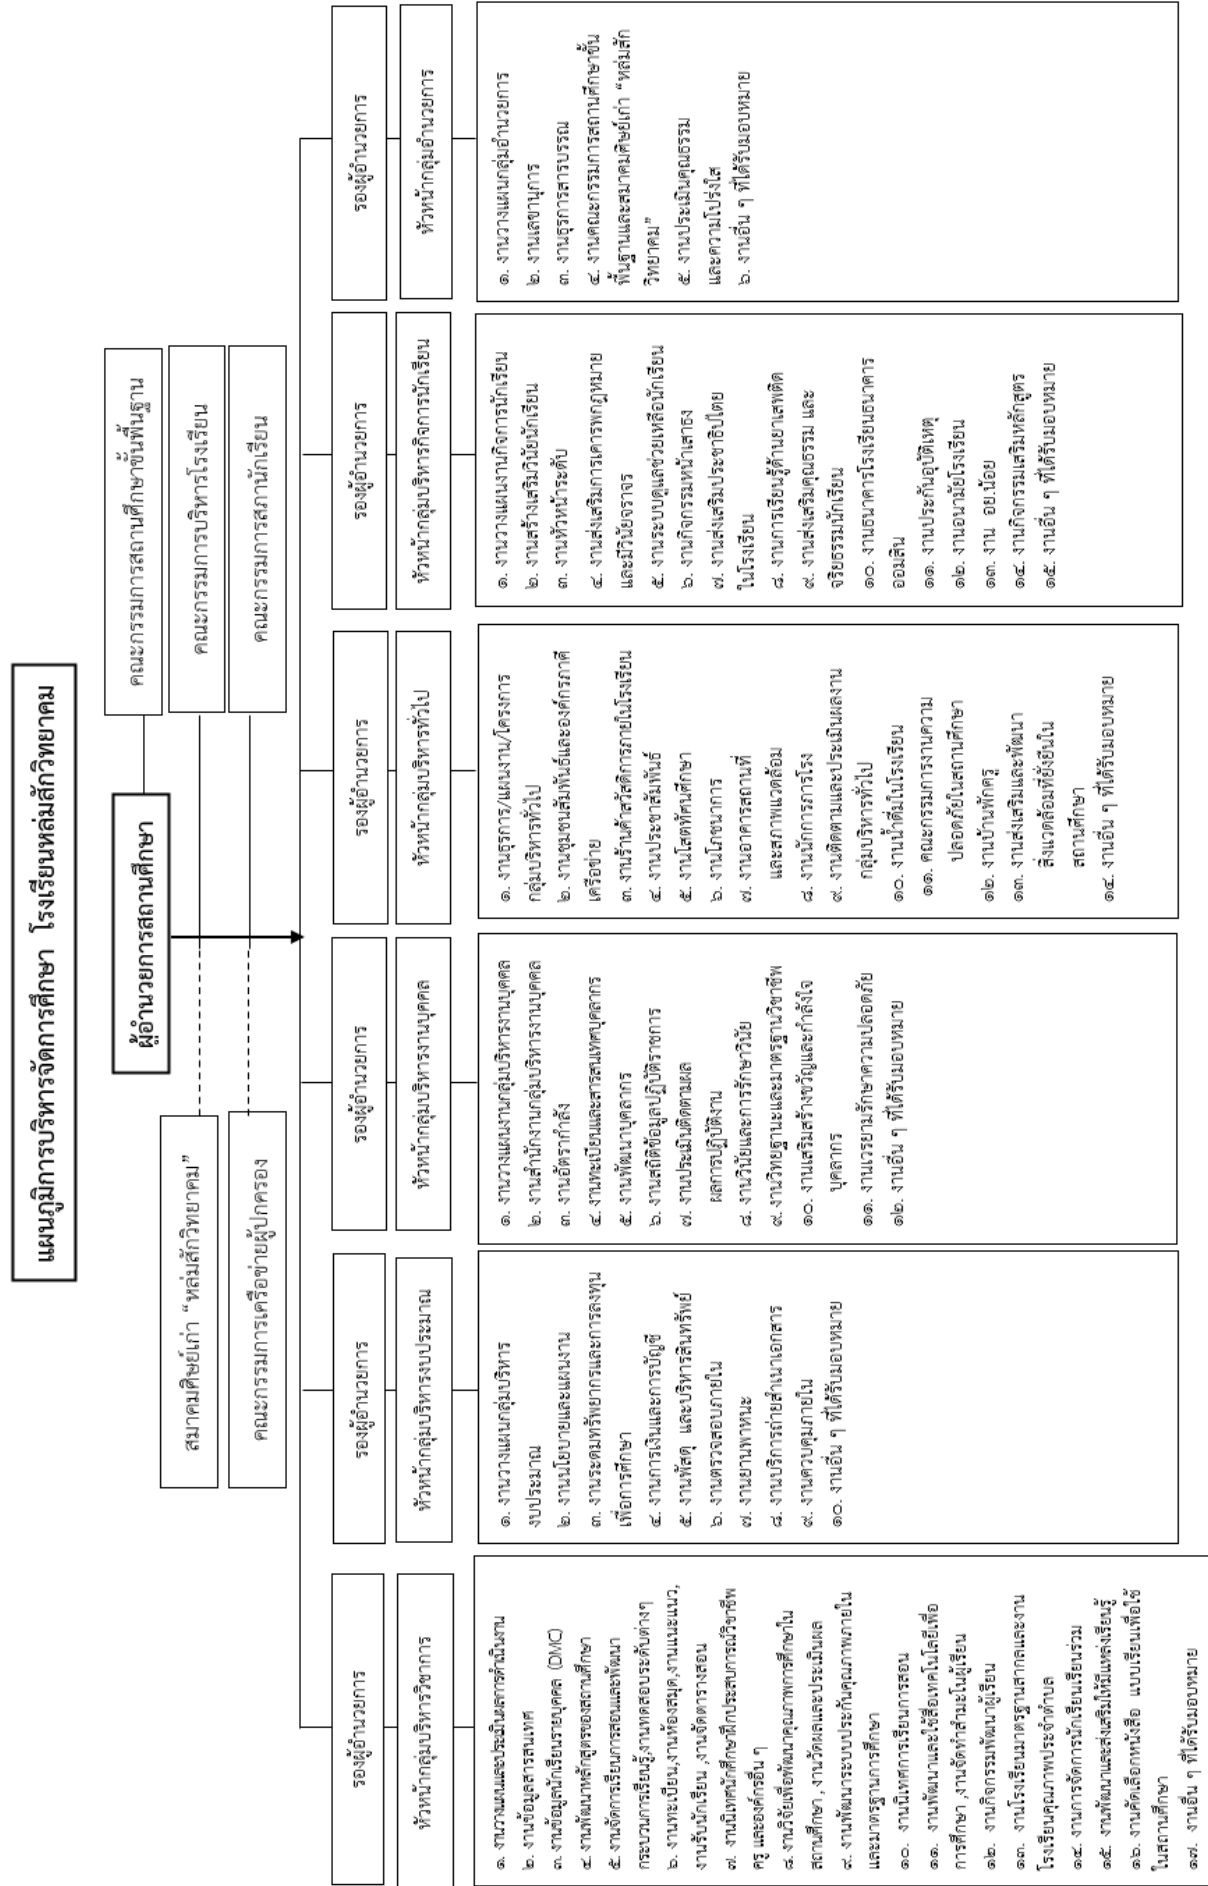 แผนภูมิการบริหารจัดการศึกษา โรงเรียนหล่มสักวิทยาคม
ผู้อำนวยการสถานศึกษา
คณะกรรมการสถานศึกษาขั้นพื้นฐาน
สมาคมศิษย์เก่า “หล่มสักวิทยาคม”
คณะกรรมการบริหารโรงเรียน
คณะกรรมการเครือข่ายผู้ปกครอง
คณะกรรมการสภานักเรียน
รองผู้อำนวยการ
หัวหน้ากลุ่มบริหารวิชาการ
๑. งานวางแผนและประเมินผลการดำเนินงาน
๒. งานข้อมูลสารสนเทศ
๓. งานข้อมูลนักเรียนรายบุคคล (DMC)
๔. งานพัฒนาหลักสูตรของสถานศึกษา
๕. งานจัดการเรียนการสอนและพัฒนา
กระบวนการเรียนรู้,งานทดสอบระดับต่างๆ
๖. งานทะเบียน,งานห้องสมุด,งานแนะแนว,
งานรับนักเรียน ,งานจัดตารางสอน
๗. งานนิเทศนักศึกษาฝึกประสบการณ์วิชาชีพ
ครู และองค์กรอื่น ๆ
๘. งานวิจัยเพื่อพัฒนาคุณภาพการศึกษาใน
สถานศึกษา , งานวัดผลและประเมินผล
๙. งานพัฒนาระบบประกันคุณภาพภายใน
และมาตรฐานการศึกษา
๑๐. งานนิเทศการเรียนการสอน
๑๑. งานพัฒนาและใช้สื่อเทคโนโลยีเพื่อ
การศึกษา ,งานจัดทำสำมะโนผู้เรียน
๑๒. งานกิจกรรมพัฒนาผู้เรียน
๑๓. งานโรงเรียนมาตรฐานสากลและงาน
โรงเรียนคุณภาพประจำตำบล
๑๔. งานการจัดการนักเรียนเรียนร่วม
๑๕. งานพัฒนาและส่งเสริมให้มีแหล่งเรียนรู้
๑๖. งานคัดเลือกหนังสือ แบบเรียนเพื่อใช้
ในสถานศึกษา
๑๗. งานอื่น ๆ ที่ได้รับมอบหมาย
รองผู้อำนวยการ
หัวหน้ากลุ่มบริหารงบประมาณ
๑. งานวางแผนกลุ่มบริหาร
งบประมาณ
๒. งานนโยบายและแผนงาน
๓. งานระดมทรัพยากรและการลงทุน
เพื่อการศึกษา
๔. งานการเงินและการบัญชี
๕. งานพัสดุ และบริหารสินทรัพย์
๖. งานตรวจสอบภายใน
๗. งานยานพาหนะ
๘. งานบริการถ่ายสำเนาเอกสาร
๙. งานควบคุมภายใน
๑๐. งานอื่น ๆ ที่ได้รับมอบหมาย
รองผู้อำนวยการ
หัวหน้ากลุ่มบริหารงานบุคคล
๑. งานวางแผนงานกลุ่มบริหารงานบุคคล
๒. งานสำนักงานกลุ่มบริหารงานบุคคล
๓. งานอัตรากำลัง
๔. งานทะเบียนและสารสนเทศบุคลากร
๕. งานพัฒนาบุคลากร
๖. งานสถิติข้อมูลปฏิบัติราชการ
๗. งานประเมินติดตามผล
ผลการปฏิบัติงาน
๘. งานวินัยและการรักษาวินัย
๙. งานวิทยฐานะและมาตรฐานวิชาชีพ
๑๐. งานเสริมสร้างขวัญและกำลังใจ
บุคลากร
๑๑. งานเวรยามรักษาความปลอดภัย
๑๒. งานอื่น ๆ ที่ได้รับมอบหมาย
รองผู้อำนวยการ
หัวหน้ากลุ่มบริหารทั่วไป
๑. งานธุรการ/แผนงาน/โครงการ
กลุ่มบริหารทั่วไป
๒. งานชุมชนสัมพันธ์และองค์กรภาคี
เครือข่าย
๓. งานร้านค้าสวัสดิการภายในโรงเรียน
๔. งานประชาสัมพันธ์
๕. งานโสตทัศนศึกษา
๖. งานโภชนาการ
๗. งานอาคารสถานที่
และสภาพแวดล้อม
๘. งานนักการภารโรง
๙. งานติดตามและประเมินผลงาน
กลุ่มบริหารทั่วไป
๑๐. งานน้ำดื่มในโรงเรียน
๑๑. คณะกรรมการงานความ
ปลอดภัยในสถานศึกษา
๑๒. งานบ้านพักครู
๑๓. งานส่งเสริมและพัฒนา
สิ่งแวดล้อมที่ยั่งยืนใน
สถานศึกษา
๑๔. งานอื่น ๆ ที่ได้รับมอบหมาย
รองผู้อำนวยการ
หัวหน้ากลุ่มบริหารกิจการนักเรียน
๑. งานวางแผนงานกิจการนักเรียน
๒. งานสร้างเสริมวินัยนักเรียน
๓. งานหัวหน้าระดับ
๔. งานส่งเสริมการเคารพกฎหมาย
และมีวินัยจราจร
๕. งานระบบดูแลช่วยเหลือนักเรียน
๖. งานกิจกรรมหน้าเสาธง
๗. งานส่งเสริมประชาธิปไตย
ในโรงเรียน
๘. งานการเรียนรู้ด้านยาเสพติด
๙. งานส่งเสริมคุณธรรม และ
จริยธรรมนักเรียน
๑๐. งานธนาคารโรงเรียนธนาคาร
ออมสิน
๑๑. งานประกันอุบัติเหตุ
๑๒. งานอนามัยโรงเรียน
๑๓. งาน อย.น้อย
๑๔. งานกิจกรรมเสริมหลักสูตร
๑๕. งานอื่น ๆ ที่ได้รับมอบหมาย
รองผู้อำนวยการ
หัวหน้ากลุ่มอำนวยการ
๑. งานวางแผนกลุ่มอำนวยการ
๒. งานเลขานุการ
๓. งานธุรการสารบรรณ
๔. งานคณะกรรมการสถานศึกษาขั้น
พื้นฐานและสมาคมศิษย์เก่า “หล่มสัก
วิทยาคม”
๕. งานประเมินคุณธรรม
และความโปร่งใส
๖. งานอื่น ๆ ที่ได้รับมอบหมาย